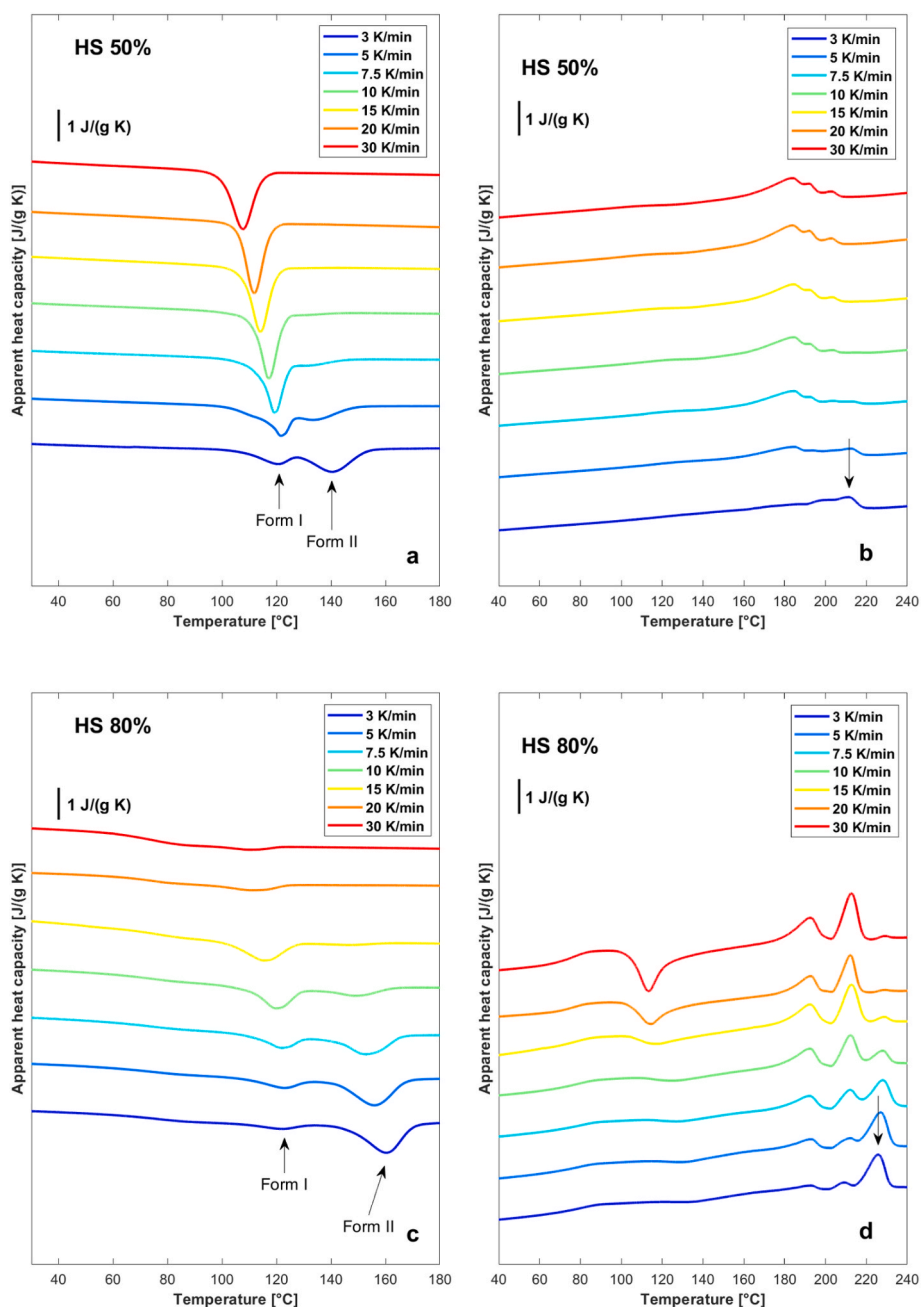 HS 50%
3 K/min
5 K/min
7.5 K/min
10 K/min
15 K/min
20 K/min
30 K/min
1 J/(g K)
Apparent heat capacity [J/(g K)]
Form I
Form II
a
40 60 80 100 120 140 160 180
Temperature [°C]
HS 50%
3 K/min
5 K/min
7.5 K/min
10 K/min
15 K/min
20 K/min
30 K/min
1 J/(g K)
Apparent heat capacity [J/(g K)]
b
40 60 80 100 120 140 160 180 200 220 240
Temperature [°C]
HS 80%
3 K/min
5 K/min
7.5 K/min
10 K/min
15 K/min
20 K/min
30 K/min
1 J/(g K)
Apparent heat capacity [J/(g K)]
Form I
Form II
c
40 60 80 100 120 140 160 180
Temperature [°C]
HS 80%
3 K/min
5 K/min
7.5 K/min
10 K/min
15 K/min
20 K/min
30 K/min
1 J/(g K)
Apparent heat capacity [J/(g K)]
d
40 60 80 100 120 140 160 180 200 220 240
Temperature [°C]